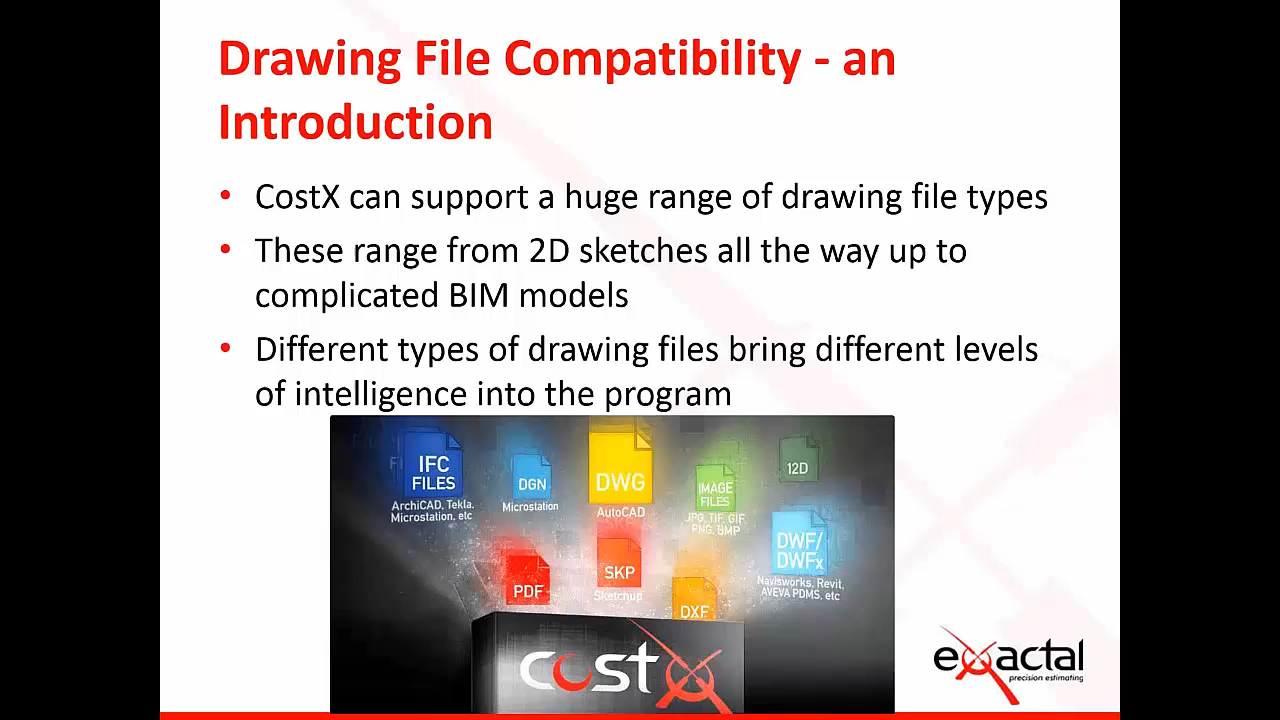 Drawing File Compatibility - an
Introduction
• CostX can support a huge range of drawing file types
• These range from 2D sketches all the way up to
complicated BIM models
• Different types of drawing files bring different levels
of intelligence into the program
IFC
FILES
ArchiCAD, Tekla,
Microstation, etc
DGN
Microstation
DWG
AutoCAD
IMAGE
FILES
JPG, TIF, GIF,
PNG, BMP
12D
DWF/
DWFx
Navisworks, Revit,
AVEVA PDMS, etc
PDF
SKP
Sketchup
DXF
costX
exactal
precision estimating